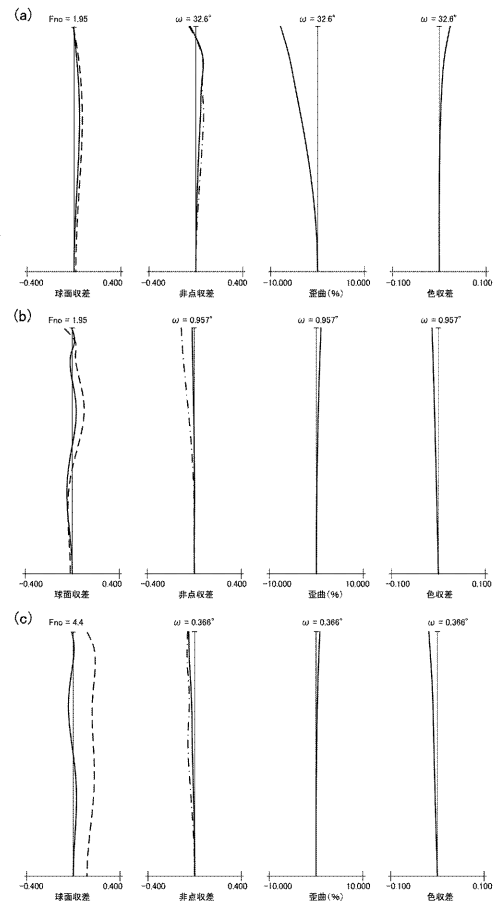 (a)
Fno = 1.95 ω = 32.6° ω = 32.6° ω = 32.6°
-0.400 0.400 -0.400 0.400 -10.000 10.000 -0.100 0.100
球面収差 非点収差 歪曲(%) 色収差
(b)
Fno = 1.95 ω = 0.957° ω = 0.957° ω = 0.957°
-0.400 0.400 -0.400 0.400 -10.000 10.000 -0.100 0.100
球面収差 非点収差 歪曲(%) 色収差
(c)
Fno = 4.4 ω = 0.366° ω = 0.366° ω = 0.366°
-0.400 0.400 -0.400 0.400 -10.000 10.000 -0.100 0.100
球面収差 非点収差 歪曲(%) 色収差